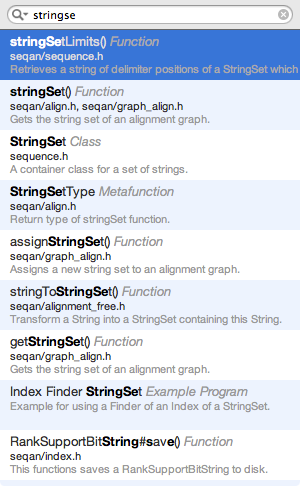 stringse
stringSetLimits() Function
seqan/sequence.h
Retrieves a string of delimiter positions of a StringSet which
stringSet() Function
seqan/align.h, seqan/graph_align.h
Gets the string set of an alignment graph.
StringSet Class
sequence.h
A container class for a set of strings.
StringSetType Metafunction
seqan/align.h
Return type of stringSet function.
assignStringSet() Function
seqan/graph_align.h
Assigns a new string set to an alignment graph.
stringToStringSet() Function
seqan/alignment_free.h
Transform a String into a StringSet containing this String.
getStringSet() Function
seqan/graph_align.h
Gets the string set of an alignment graph.
Index Finder StringSet Example Program
Example for using a Finder of an Index of a StringSet.
RankSupportBitString#save() Function
seqan/index.h
This functions saves a RankSupportBitString to disk.